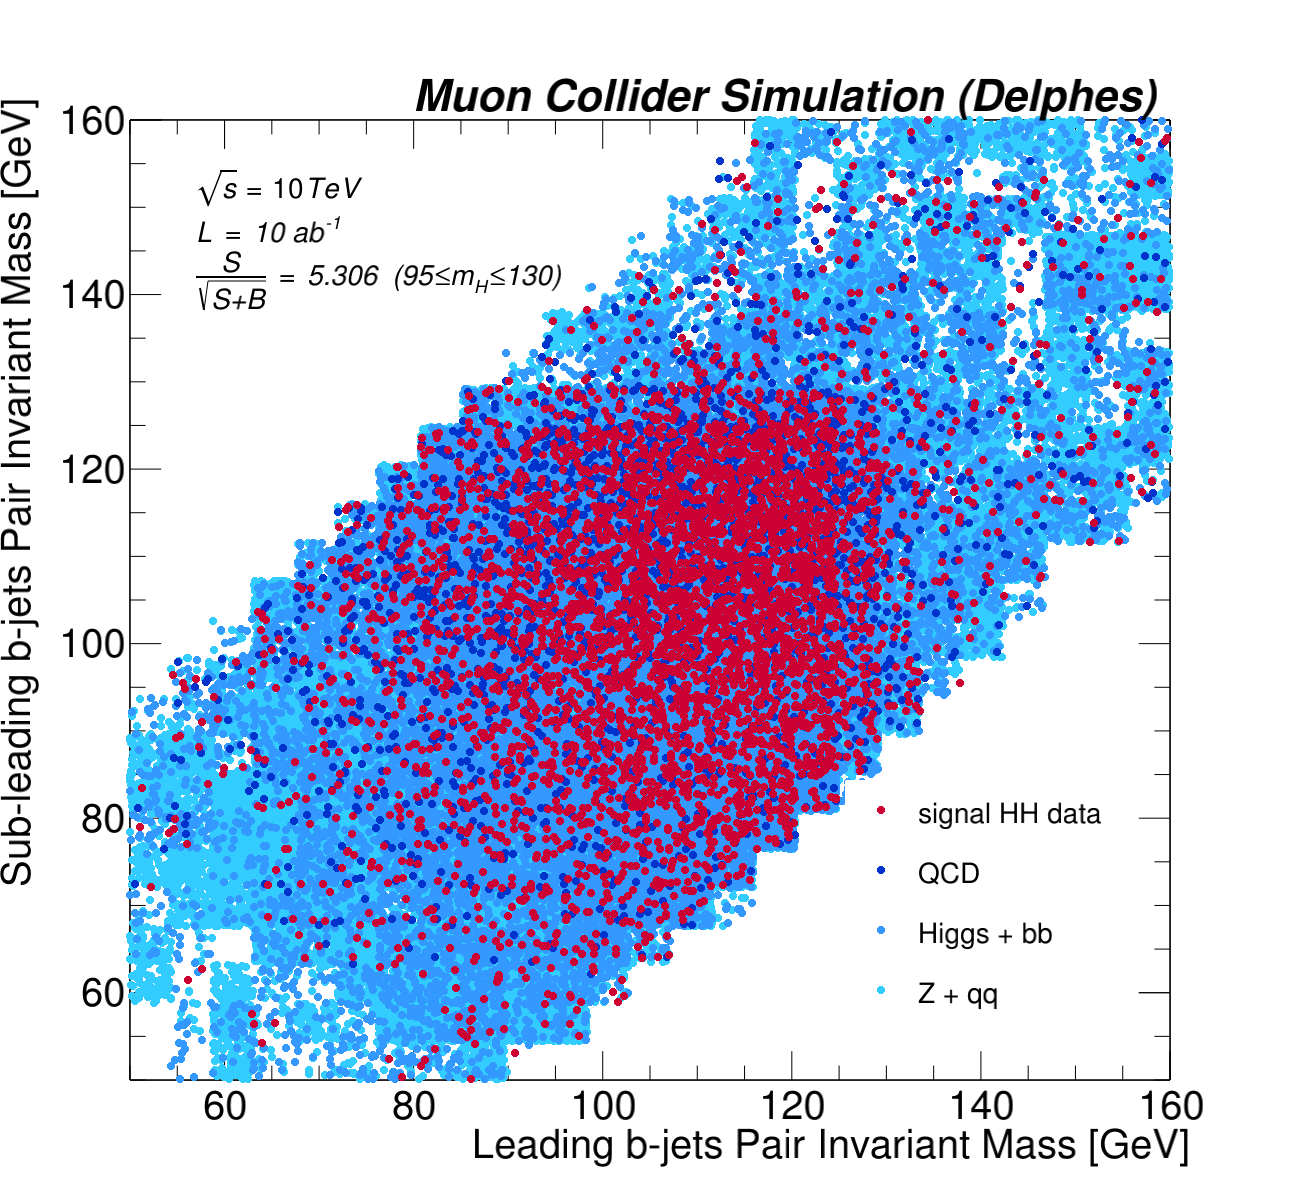 Muon Collider Simulation (Delphes)
Sub-leading b-jets Pair Invariant Mass [GeV]
160
140
120
100
80
60
√s = 10 TeV
L = 10 ab⁻¹
S/√S+B = 5.306 (95≤m_H≤130)
signal HH data
QCD
Higgs + bb
Z + qq
60 80 100 120 140 160
Leading b-jets Pair Invariant Mass [GeV]